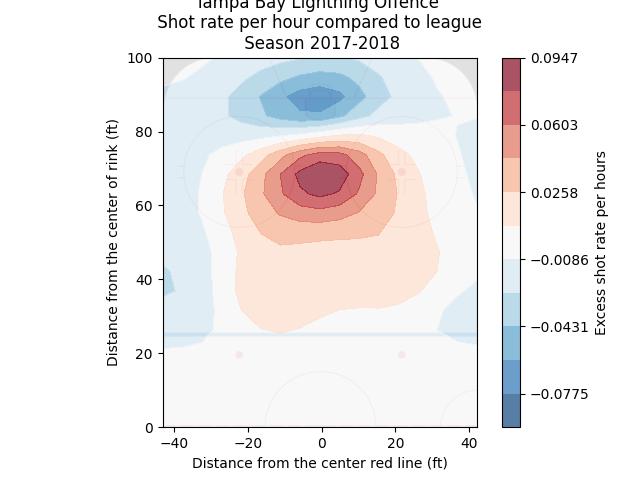 Tampa Bay Lightning Offence
Shot rate per hour compared to league
Season 2017-2018
100
80
60
40
20
0
−40
−20
0
20
40
Distance from the center of rink (ft)
Distance from the center red line (ft)
0.0947
0.0603
0.0258
−0.0086
−0.0431
−0.0775
Excess shot rate per hours